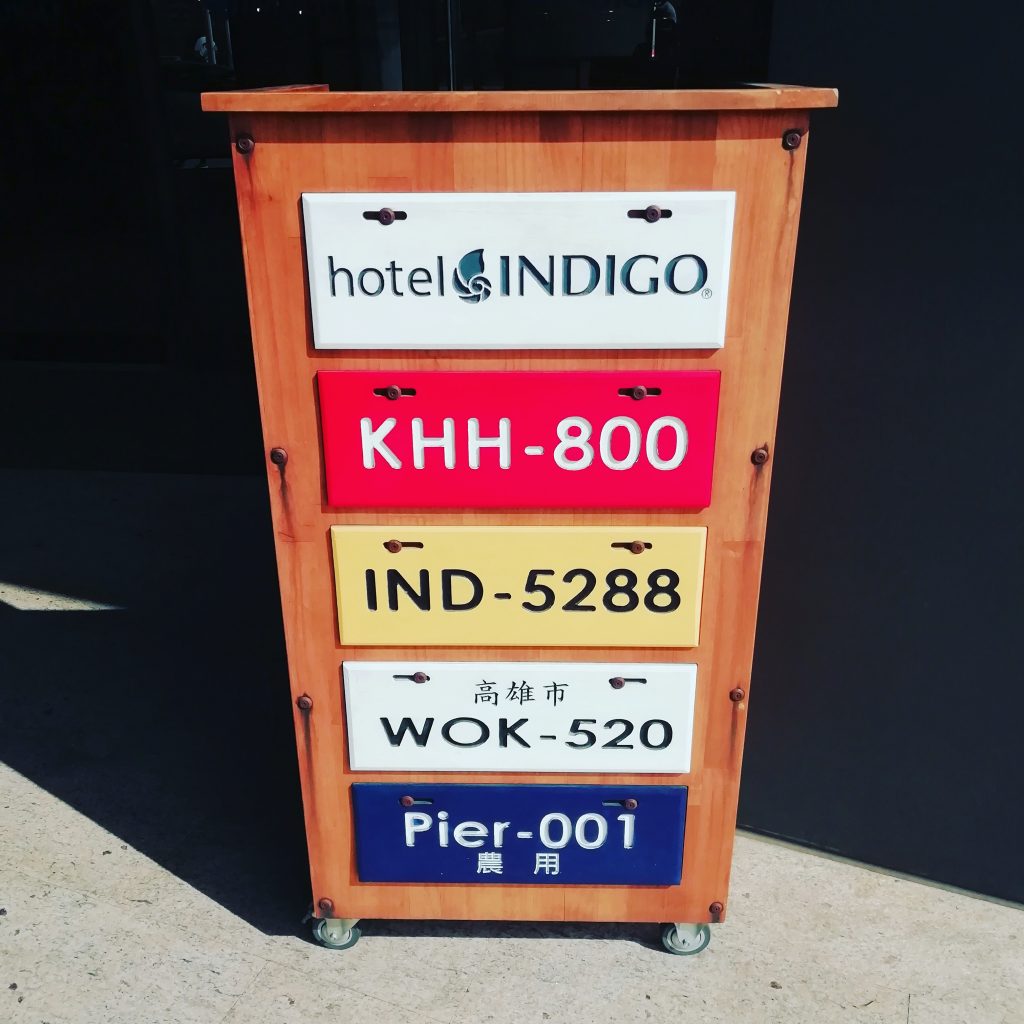 hotel INDIGO®
KHH-800
IND-5288
高雄市
WOK-520
Pier-001
農用